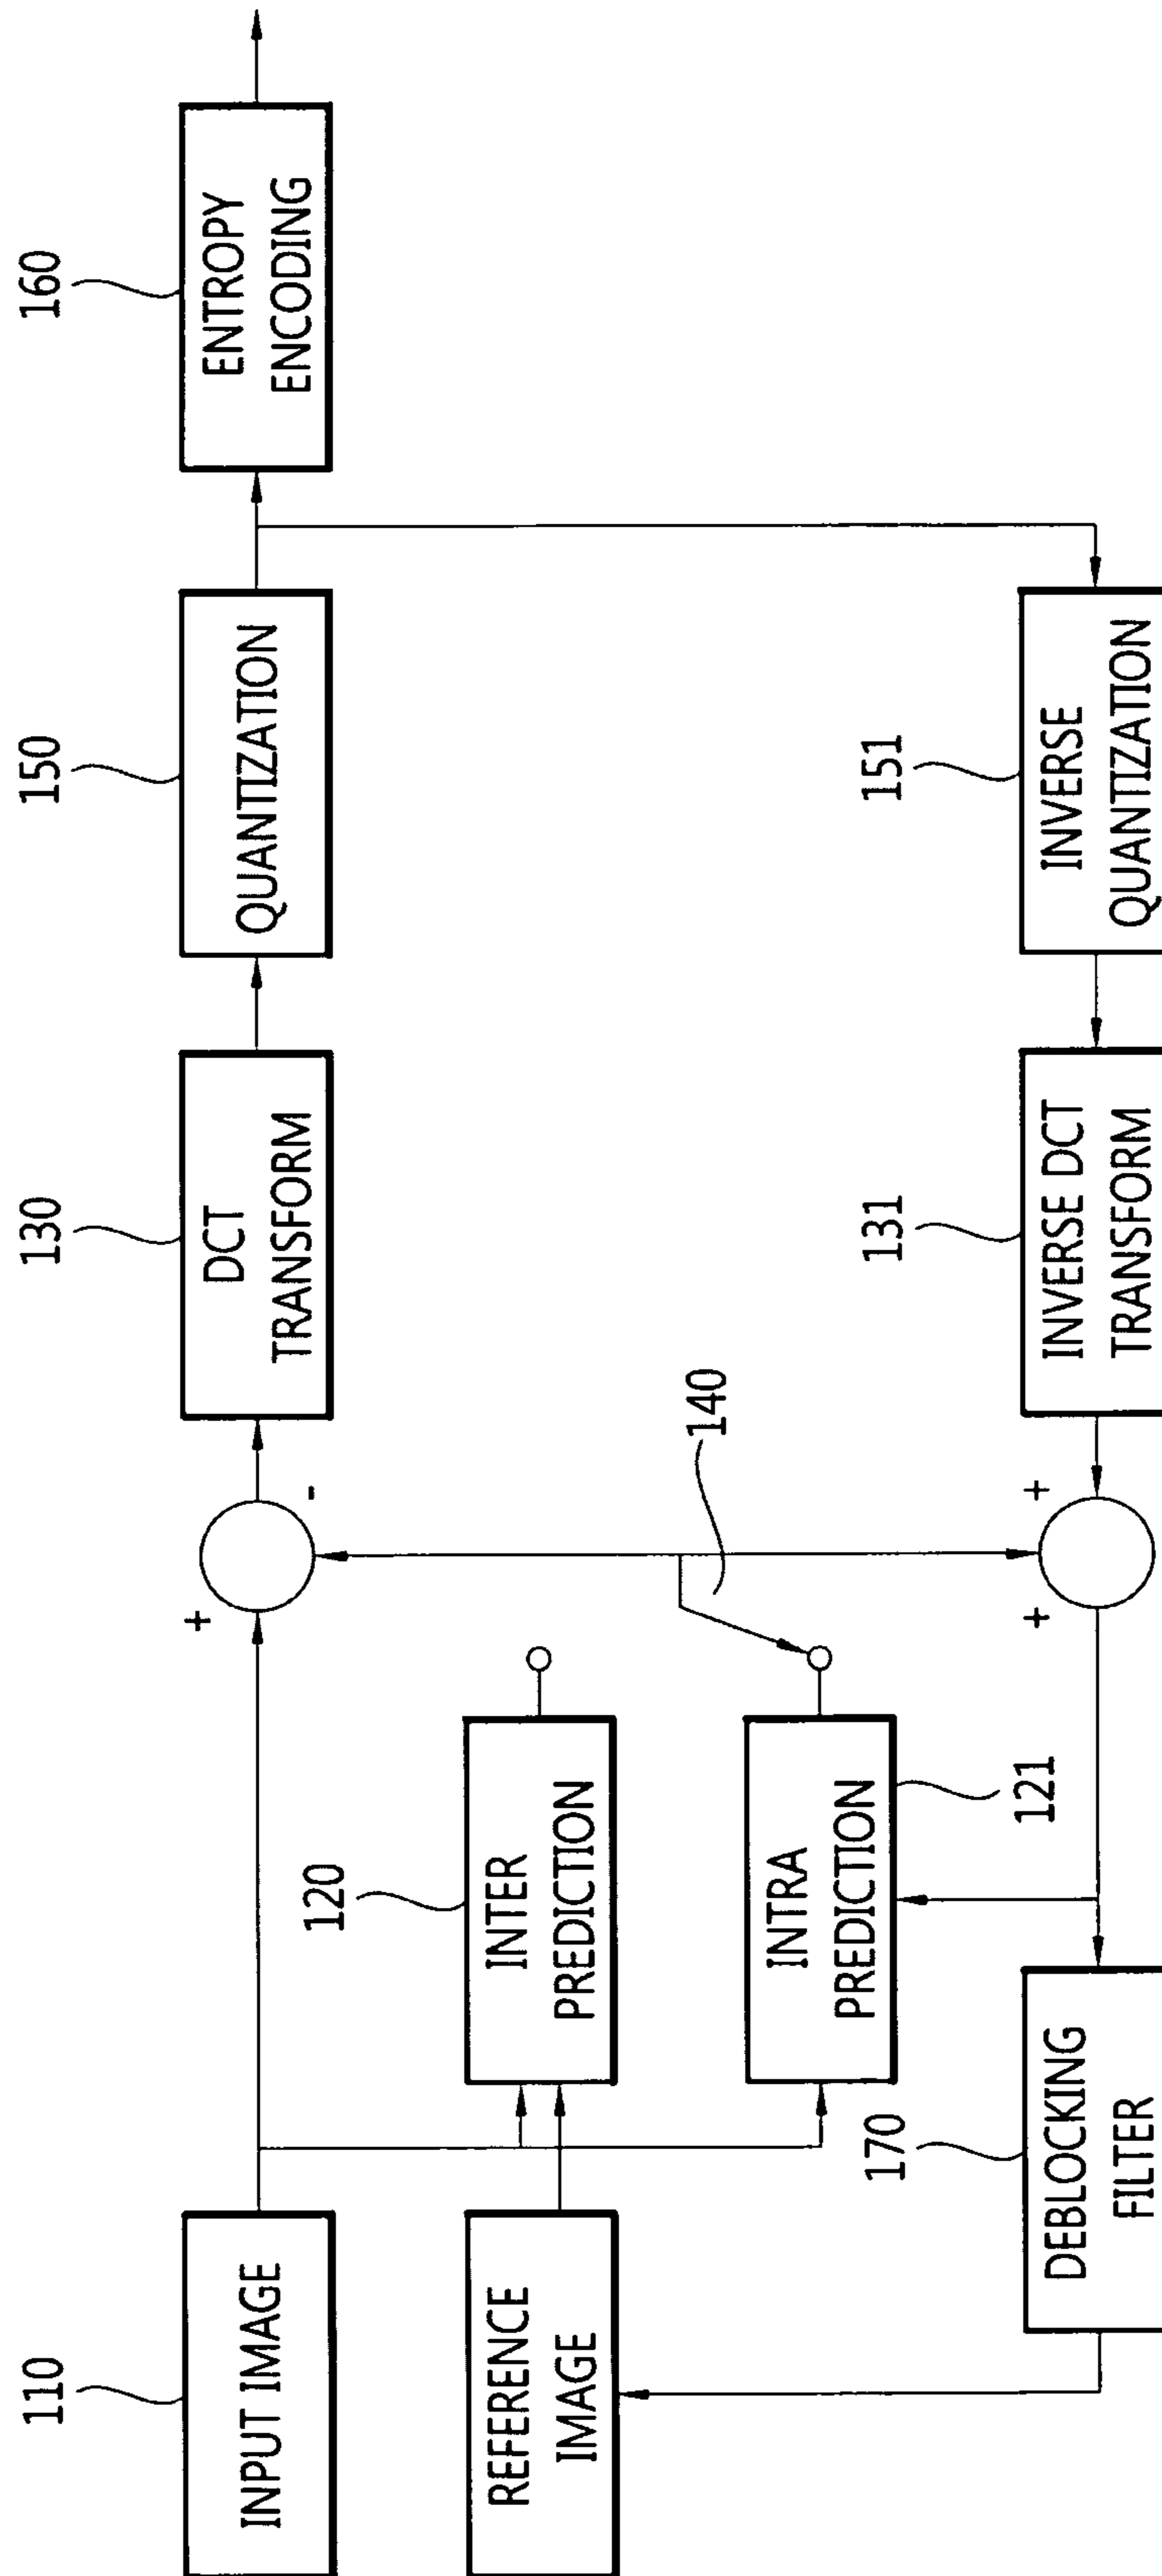 110
INPUT IMAGE
REFERENCE
IMAGE
120
INTER
PREDICTION
INTRA
PREDICTION
121
140
+
-
130
DCT
TRANSFORM
150
QUANTIZATION
160
ENTROPY
ENCODING
151
INVERSE
QUANTIZATION
131
INVERSE DCT
TRANSFORM
+
+
170
DEBLOCKING
FILTER